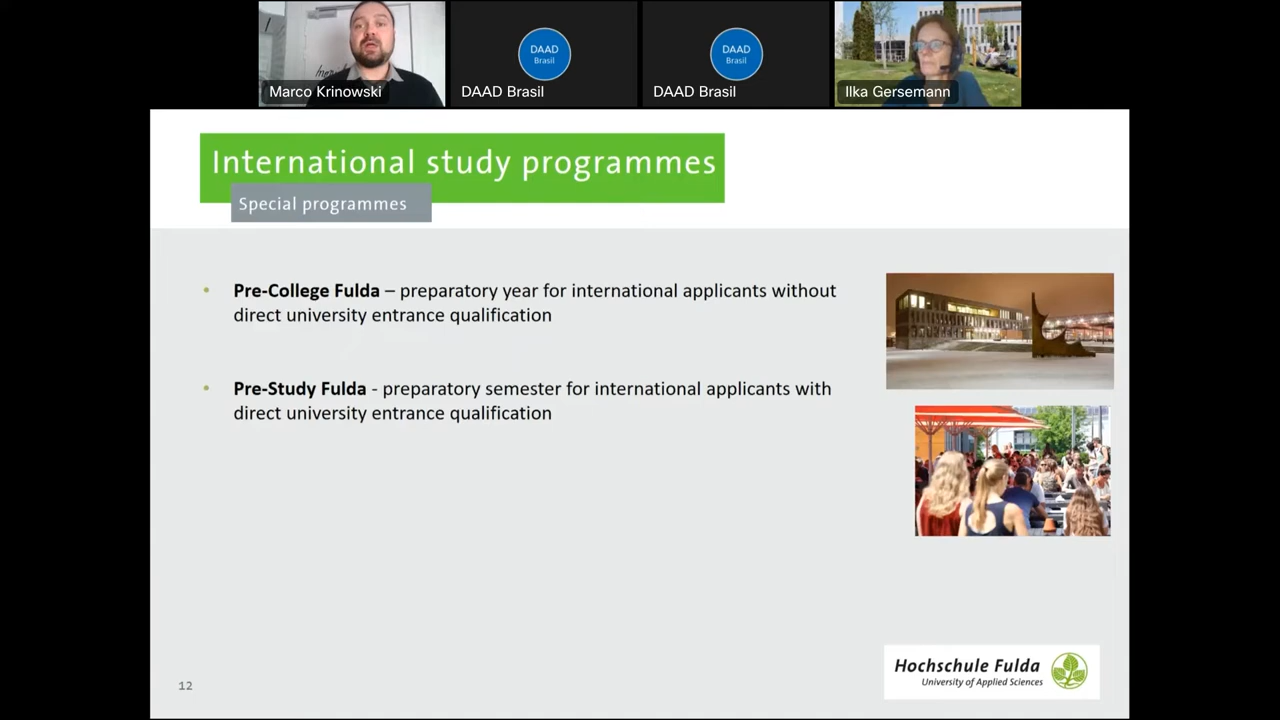 Marco Krinowski
DAAD
Brasil
DAAD Brasil
DAAD
Brasil
DAAD Brasil
Ilka Gersemann
International study programmes
Special programmes
• Pre-College Fulda – preparatory year for international applicants without
direct university entrance qualification
• Pre-Study Fulda - preparatory semester for international applicants with
direct university entrance qualification
Hochschule Fulda
University of Applied Sciences
12